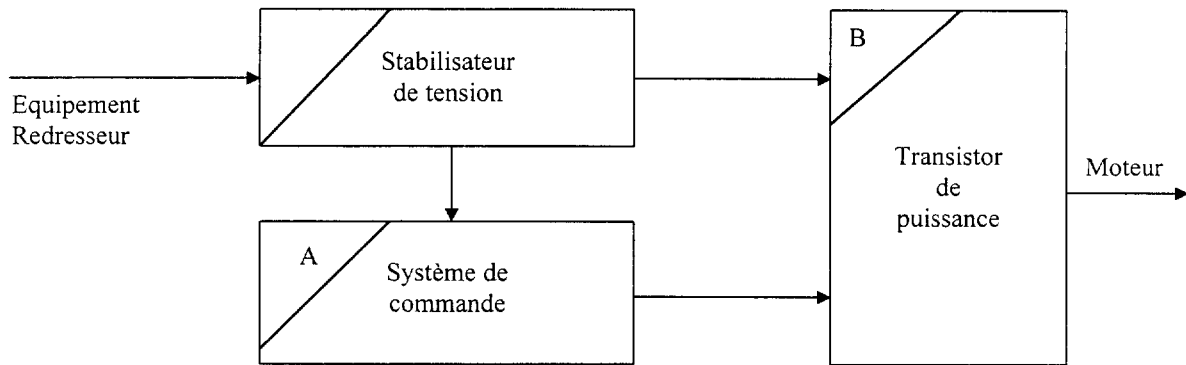 Equipement
Redresseur
Stabilisateur
de tension
A
Système de
commande
B
Transistor
de
puissance
Moteur